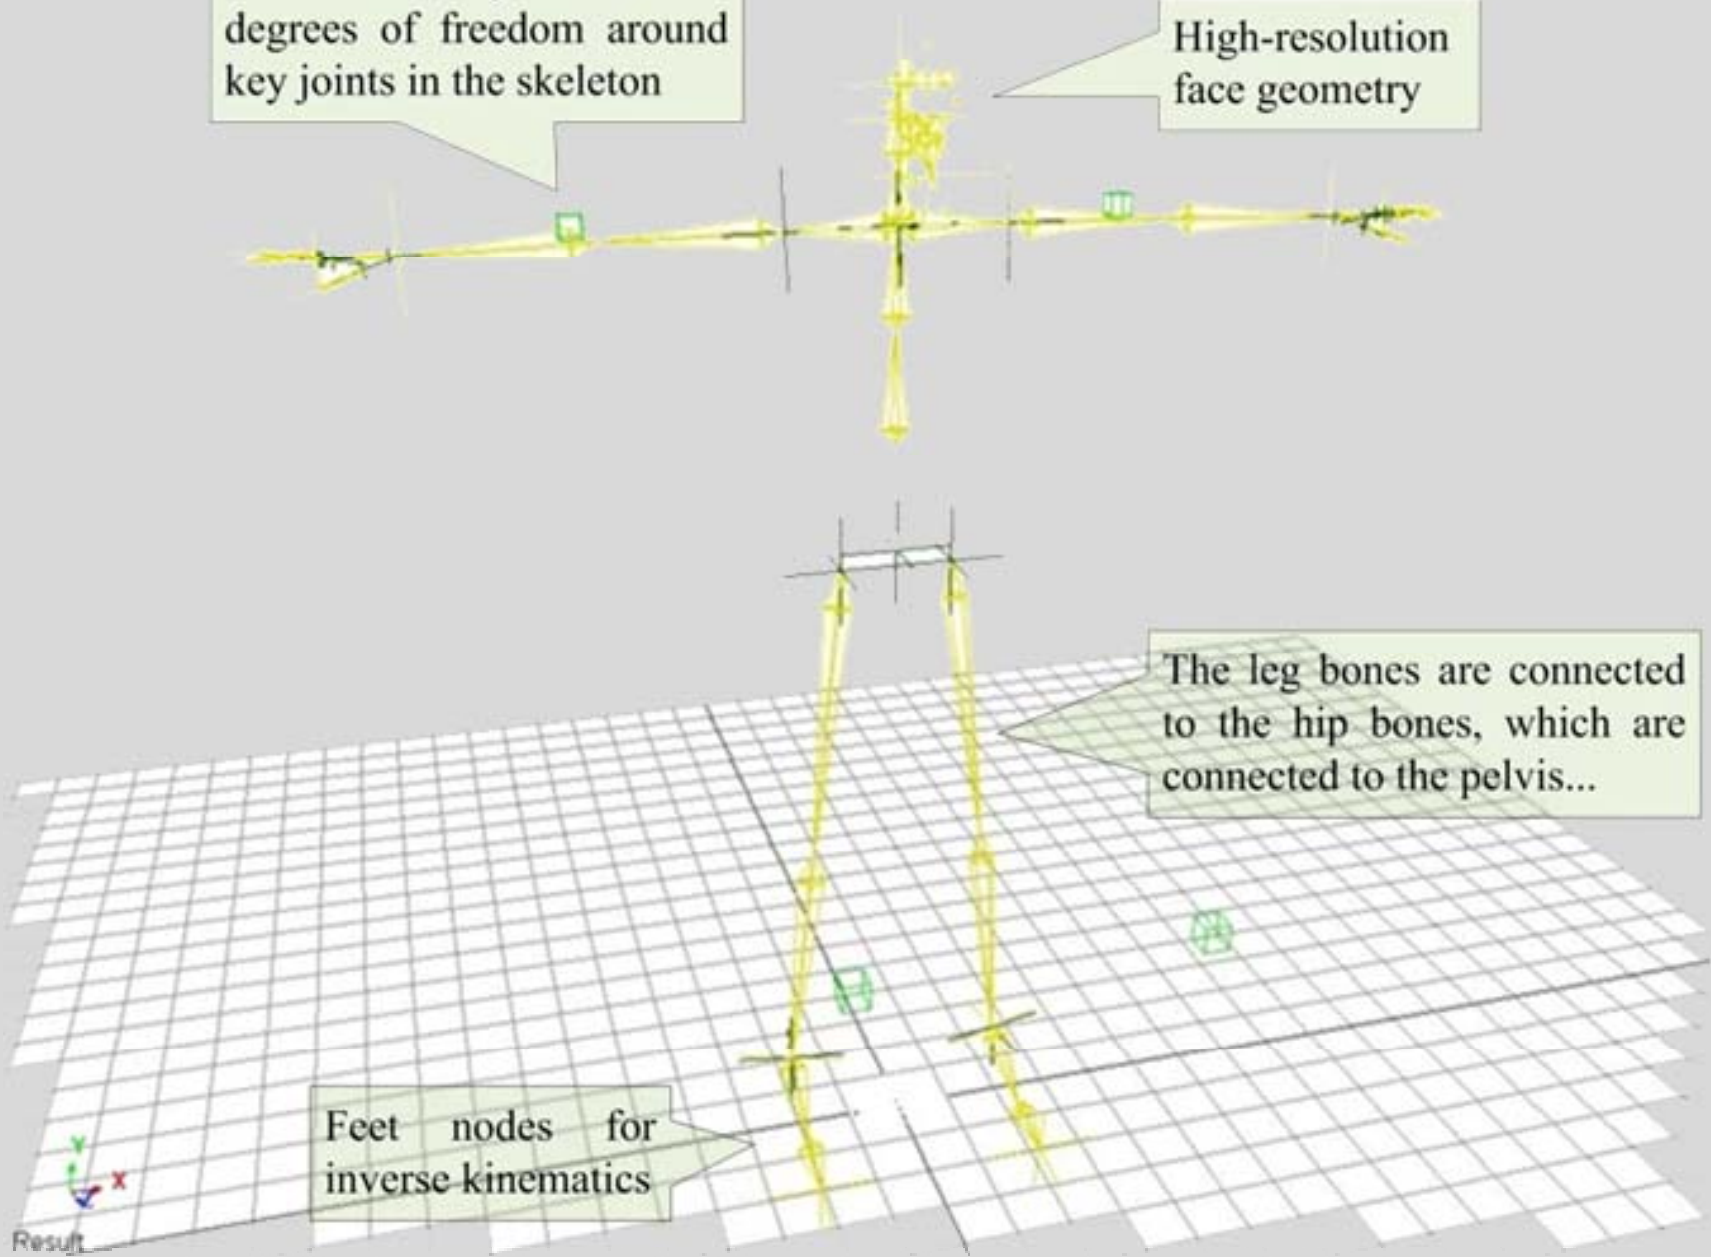 degrees of freedom around
key joints in the skeleton
High-resolution
face geometry
The leg bones are connected
to the hip bones, which are
connected to the pelvis...
Feet nodes for
inverse kinematics
Y
X
Result